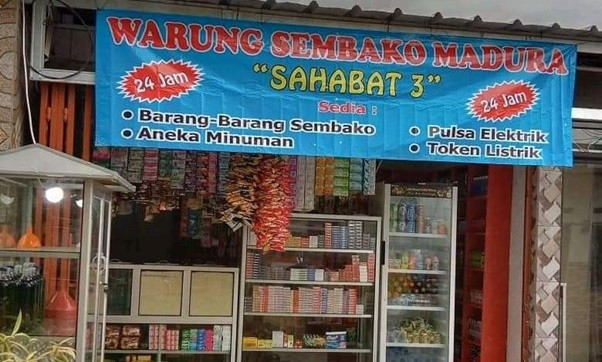 WARUNG SEMBAKO MADURA
24 Jam
"SAHABAT 3"
24 Jam
Sedia :
• Barang-Barang Sembako
• Aneka Minuman
• Pulsa Elektrik
• Token Listrik